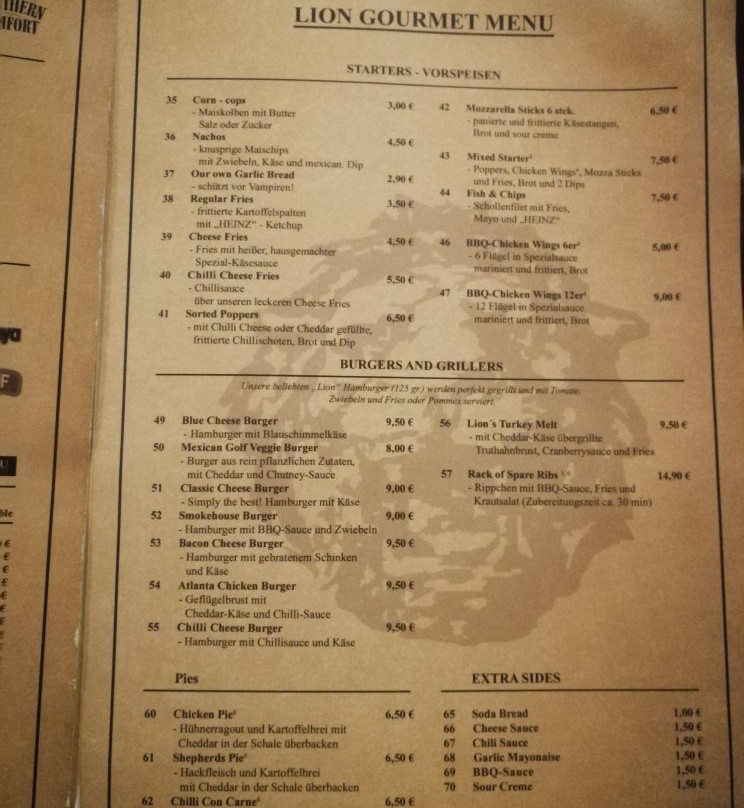 THERN
MFORT
LION GOURMET MENU
STARTERS - VORSPEISEN
35 Corn - cops 3,00 €
- Maiskolben mit Butter
Salz oder Zucker
36 Nachos 4,50 €
- knusprige Maischips
mit Zwiebeln, Käse und mexican. Dip
37 Our own Garlic Bread 2,90 €
- schützt vor Vampiren!
38 Regular Fries 3,50 €
- frittierte Kartoffelspalten
mit „HEINZ" - Ketchup
39 Cheese Fries 4,50 €
- Fries mit heißer, hausgemachter
Spezial-Käsesauce
40 Chilli Cheese Fries 5,50 €
- Chillisauce
über unseren leckeren Cheese Fries
41 Sorted Poppers 6,50 €
- mit Chilli Cheese oder Cheddar gefüllte,
frittierte Chillischoten, Brot und Dip
42 Mozzarella Sticks 6 stck. 6,50 €
- panierte und frittierte Käsestangen,
Brot und sour creme
43 Mixed Starter 7,50 €
- Poppers, Chicken Wings, Mozza Sticks
und Fries, Brot und 2 Dips
44 Fish & Chips 7,50 €
- Schollenfilet mit Fries,
Mayo und „HEINZ"
46 BBQ-Chicken Wings 6er 5,00 €
- 6 Flügel in Spezialsauce
mariniert und frittiert, Brot
47 BBQ-Chicken Wings 12er 9,00 €
- 12 Flügel in Spezialsauce
mariniert und frittiert, Brot
BURGERS AND GRILLERS
Unsere beliebten „Lion" Hamburger (125 gr) werden perfekt gegrillt und mit Tomate,
Zwiebeln und Fries oder Pommes serviert.
49 Blue Cheese Burger 9,50 €
- Hamburger mit Blauschimmelkäse
50 Mexican Golf Veggie Burger 8,00 €
- Burger aus rein pflanzlichen Zutaten,
mit Cheddar und Chutney-Sauce
51 Classic Cheese Burger 9,00 €
- Simply the best! Hamburger mit Käse
52 Smokehouse Burger 9,00 €
- Hamburger mit BBQ-Sauce und Zwiebeln
53 Bacon Cheese Burger 9,50 €
- Hamburger mit gebratenem Schinken
und Käse
54 Atlanta Chicken Burger 9,50 €
- Geflügelbrust mit
Cheddar-Käse und Chilli-Sauce
55 Chilli Cheese Burger 9,50 €
- Hamburger mit Chillisauce und Käse
56 Lion´s Turkey Melt 9,50 €
- mit Cheddar-Käse übergrillte
Truthahnbrust, Cranberrysauce und Fries
57 Rack of Spare Ribs 14,90 €
- Rippchen mit BBQ-Sauce, Fries und
Krautsalat (Zubereitungszeit ca. 30 min)
Pies
60 Chicken Pie 6,50 €
- Hühnerragout und Kartoffelbrei mit
Cheddar in der Schale überbacken
61 Shepherds Pie 6,50 €
- Hackfleisch und Kartoffelbrei
mit Cheddar in der Schale überbacken
62 Chilli Con Carne 6,50 €
EXTRA SIDES
65 Soda Bread 1,00 €
66 Cheese Sauce 1,50 €
67 Chili Sauce 1,50 €
68 Garlic Mayonaise 1,50 €
69 BBQ-Sauce 1,50 €
70 Sour Creme 1,50 €